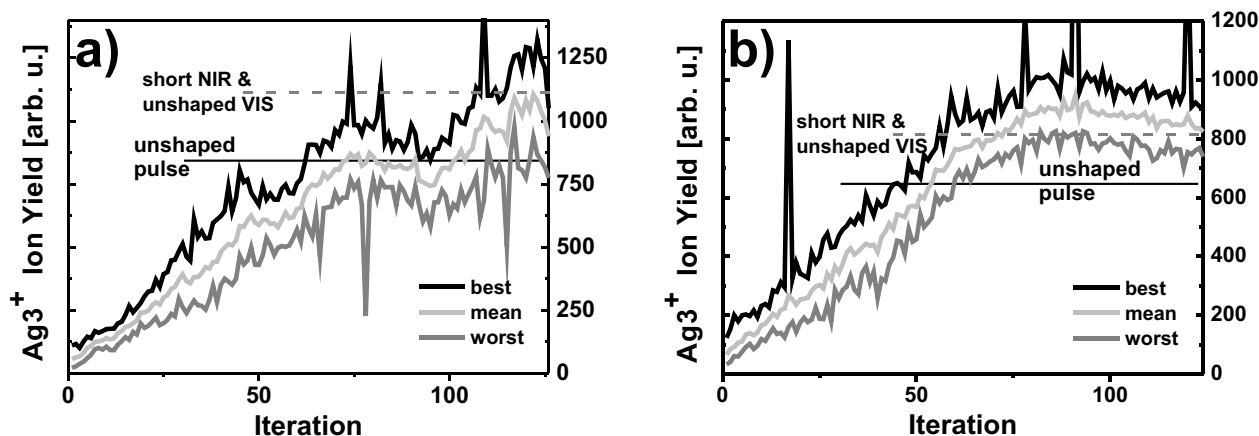 a)
Ag3+ Ion Yield [arb. u.]
short NIR &
unshaped VIS
unshaped
pulse
best
mean
worst
1250
1000
750
500
250
0
0 50 100
Iteration
b)
Ag3+ Ion Yield [arb. u.]
short NIR &
unshaped VIS
unshaped
pulse
best
mean
worst
1200
1000
800
600
400
200
0
0 50 100
Iteration